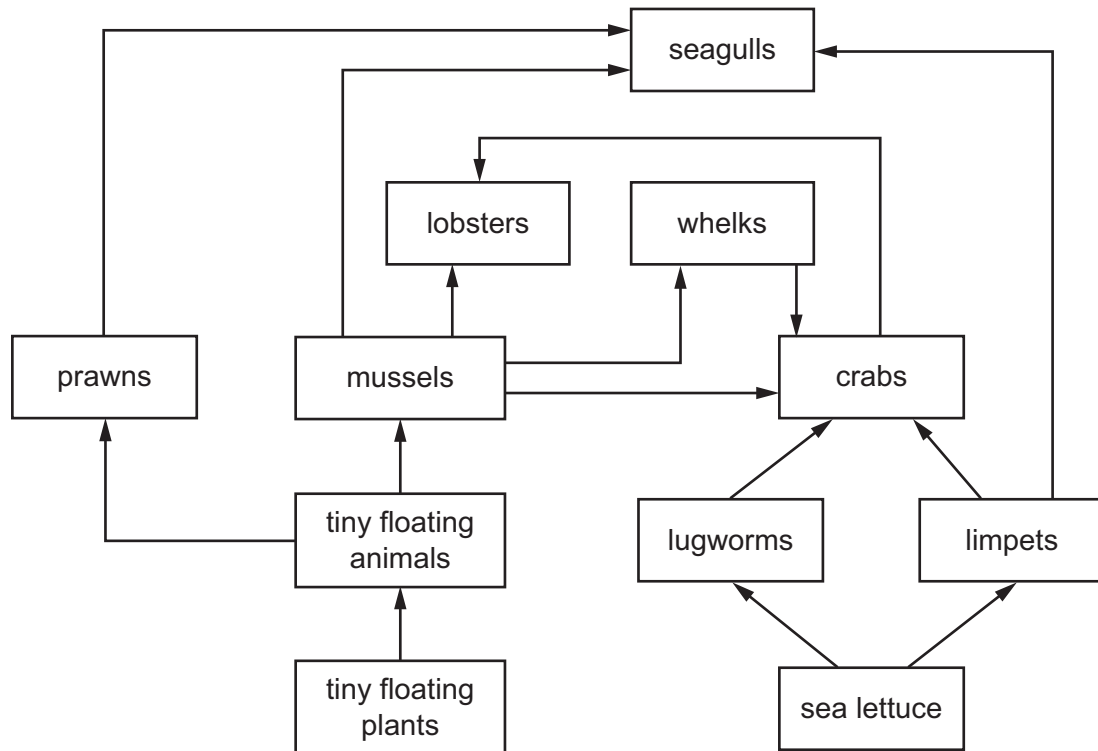 seagulls
lobsters
whelks
prawns
mussels
crabs
tiny floating
animals
lugworms
limpets
tiny floating
plants
sea lettuce